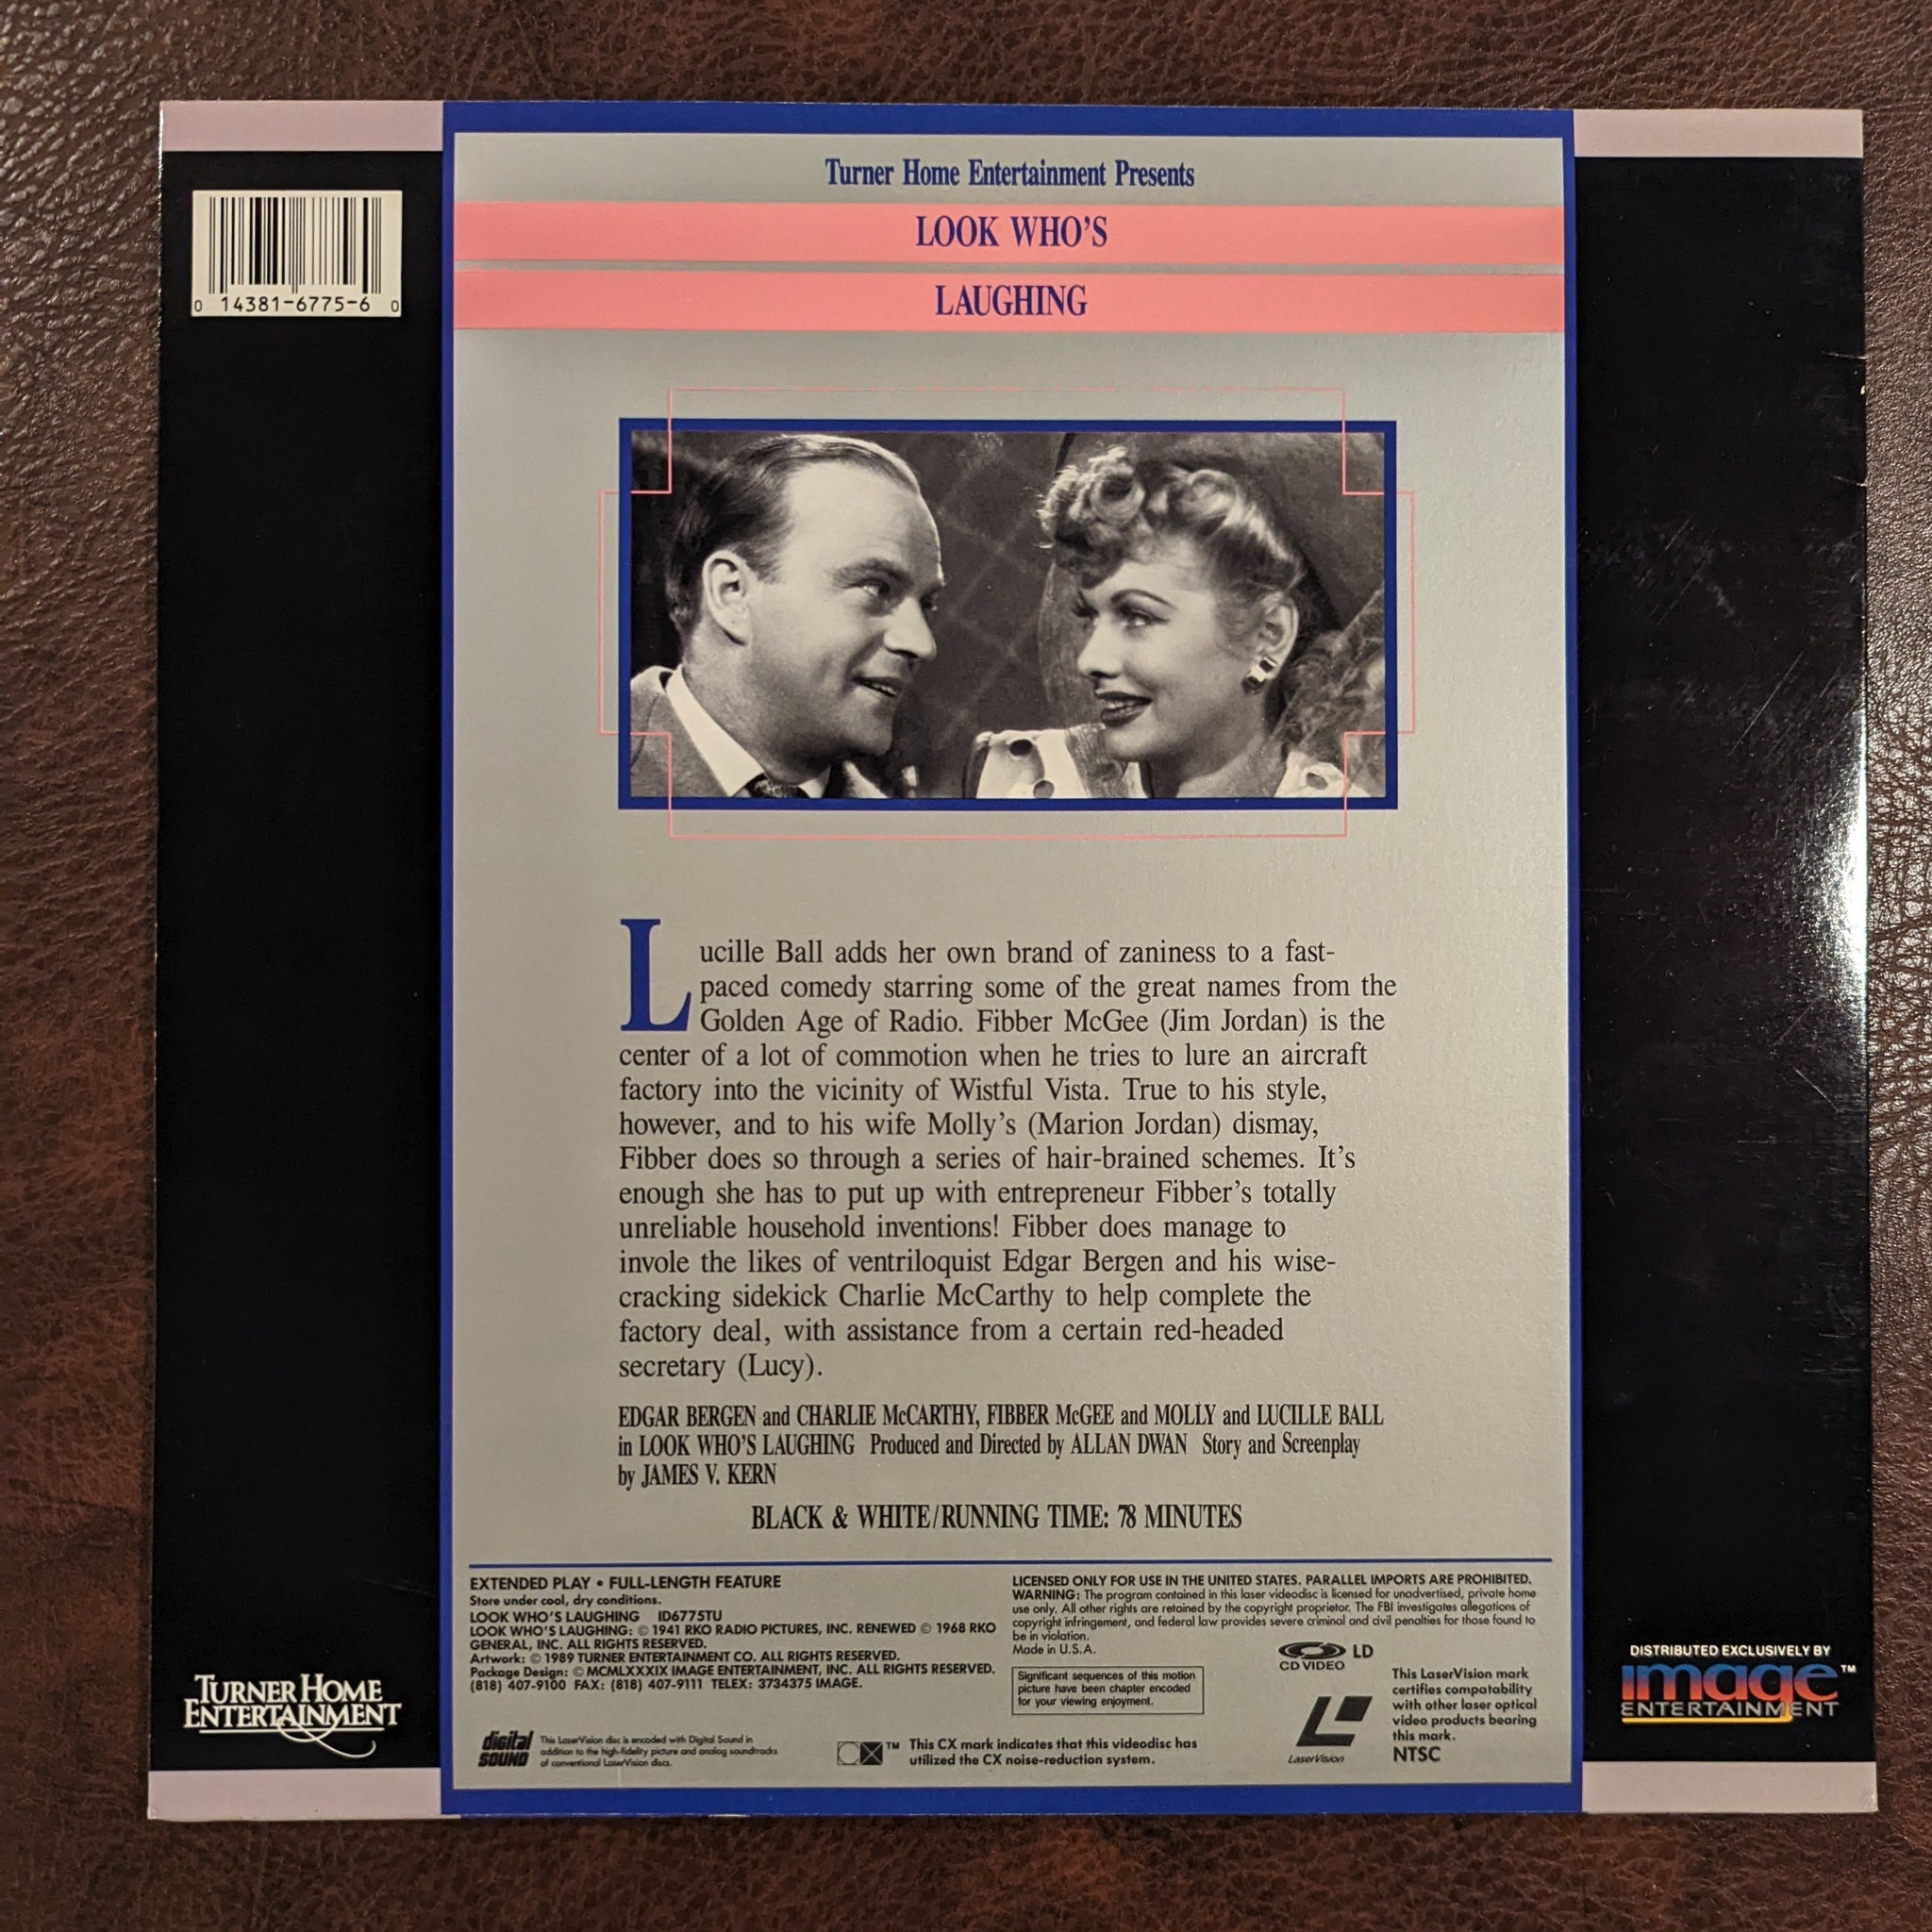 Turner Home Entertainment Presents
LOOK WHO'S
LAUGHING
0 14381-6775-6 0
Lucille Ball adds her own brand of zaniness to a fast-
paced comedy starring some of the great names from the
Golden Age of Radio. Fibber McGee (Jim Jordan) is the
center of a lot of commotion when he tries to lure an aircraft
factory into the vicinity of Wistful Vista. True to his style,
however, and to his wife Molly's (Marion Jordan) dismay,
Fibber does so through a series of hair-brained schemes. It's
enough she has to put up with entrepreneur Fibber's totally
unreliable household inventions! Fibber does manage to
invole the likes of ventriloquist Edgar Bergen and his wise-
cracking sidekick Charlie McCarthy to help complete the
factory deal, with assistance from a certain red-headed
secretary (Lucy).
EDGAR BERGEN and CHARLIE McCARTHY, FIBBER McGEE and MOLLY and LUCILLE BALL
in LOOK WHO'S LAUGHING Produced and Directed by ALLAN DWAN Story and Screenplay
by JAMES V. KERN
BLACK & WHITE/RUNNING TIME: 78 MINUTES
EXTENDED PLAY • FULL-LENGTH FEATURE
Store under cool, dry conditions.
LOOK WHO'S LAUGHING ID6775TU
LOOK WHO'S LAUGHING: © 1941 RKO RADIO PICTURES, INC. RENEWED © 1968 RKO
GENERAL, INC. ALL RIGHTS RESERVED.
Artwork: © 1989 TURNER ENTERTAINMENT CO. ALL RIGHTS RESERVED.
Package Design: © MCMLXXXIX IMAGE ENTERTAINMENT, INC. ALL RIGHTS RESERVED.
(818) 407-9100 FAX: (818) 407-9111 TELEX: 3734375 IMAGE.
digital
SOUND
This LaserVision disc is encoded with Digital Sound in
addition to the high-fidelity picture and analog soundtracks
of conventional LaserVision discs.
CX™
This CX mark indicates that this videodisc has
utilized the CX noise-reduction system.
LICENSED ONLY FOR USE IN THE UNITED STATES. PARALLEL IMPORTS ARE PROHIBITED.
WARNING: The program contained in this laser videodisc is licensed for unadvertised, private home
use only. All other rights are retained by the copyright proprietor. The FBI investigates allegations of
copyright infringement, and federal law provides severe criminal and civil penalties for those found to
be in violation.
Made in U.S.A.
Significant sequences of this motion
picture have been chapter encoded
for your viewing enjoyment.
CD VIDEO
LD
LaserVision
This LaserVision mark
certifies compatability
with other laser optical
video products bearing
this mark.
NTSC
TURNER HOME
ENTERTAINMENT
DISTRIBUTED EXCLUSIVELY BY
image™
ENTERTAINMENT